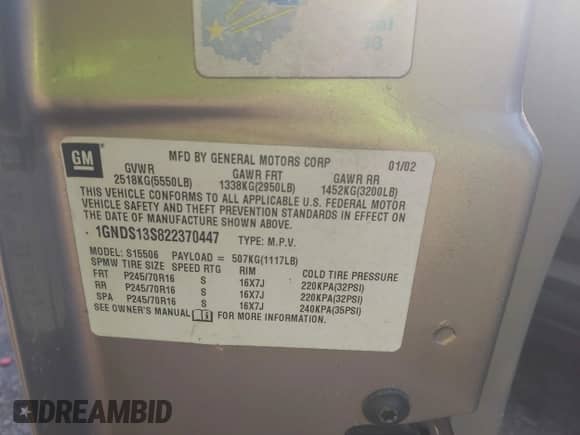 GM
MFD BY GENERAL MOTORS CORP 01/02
GVWR GAWR FRT GAWR RR
2518KG(5550LB) 1338KG(2950LB) 1452KG(3200LB)
THIS VEHICLE CONFORMS TO ALL APPLICABLE U.S. FEDERAL MOTOR
VEHICLE SAFETY AND THEFT PREVENTION STANDARDS IN EFFECT ON
THE DATE OF MANUFACTURE SHOWN ABOVE.
1GNDS13S822370447 TYPE: M.P.V.
MODEL: S15506 PAYLOAD = 507KG(1117LB)
SPMW TIRE SIZE SPEED RTG RIM COLD TIRE PRESSURE
FRT P245/70R16 S 16X7J 220KPA(32PSI)
RR P245/70R16 S 16X7J 220KPA(32PSI)
SPA P245/70R16 S 16X7J 240KPA(35PSI)
SEE OWNER'S MANUAL FOR MORE INFORMATION.
DREAMBID